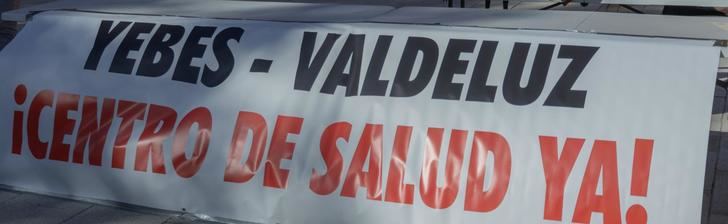 YEBES - VALDELUZ
¡CENTRO DE SALUD YA!